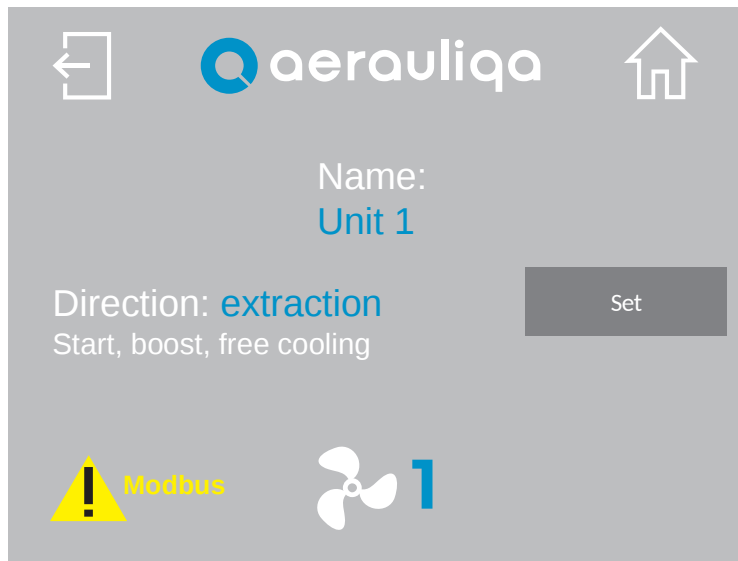 aerauliqa
Name:
Unit 1
Direction: extraction
Set
Start, boost, free cooling
!
Modbus
1